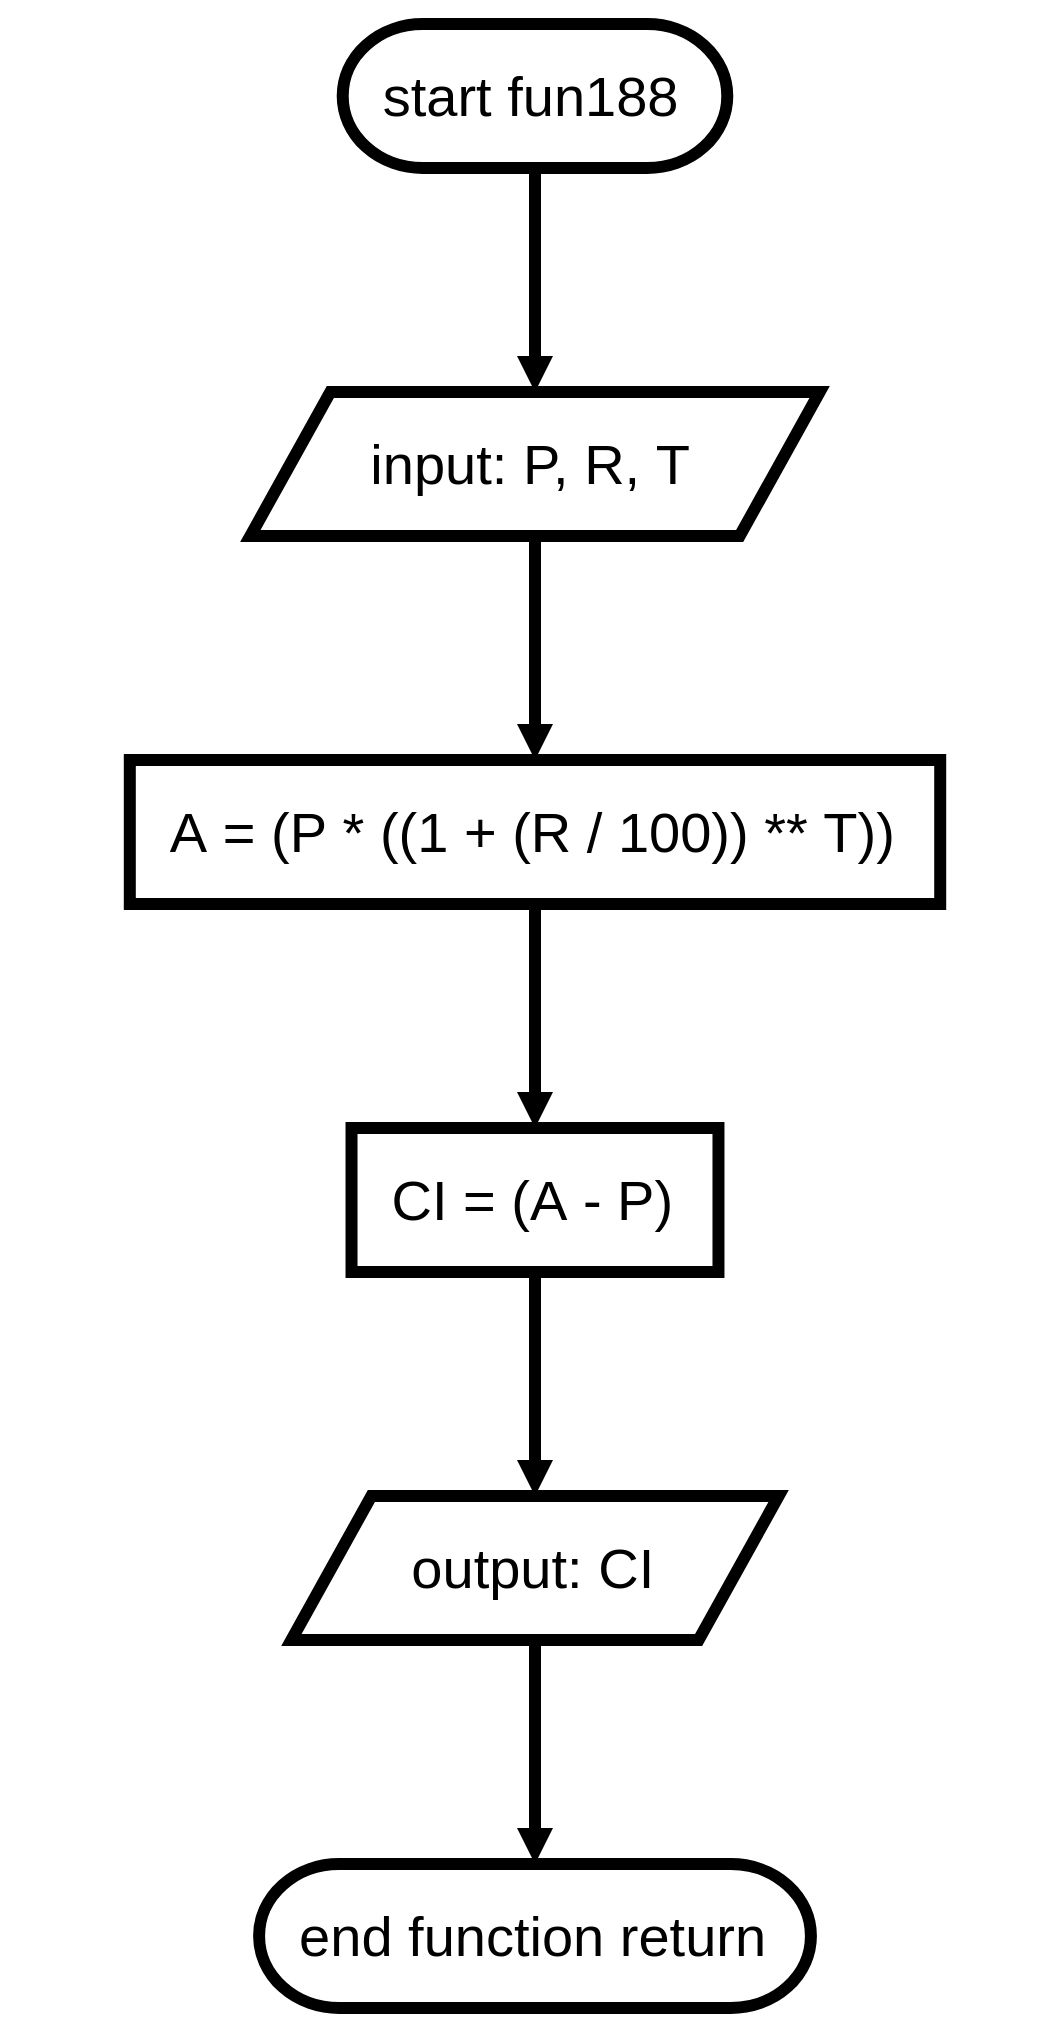 start fun188
input: P, R, T
A = (P * ((1 + (R / 100)) ** T))
CI = (A - P)
output: CI
end function return